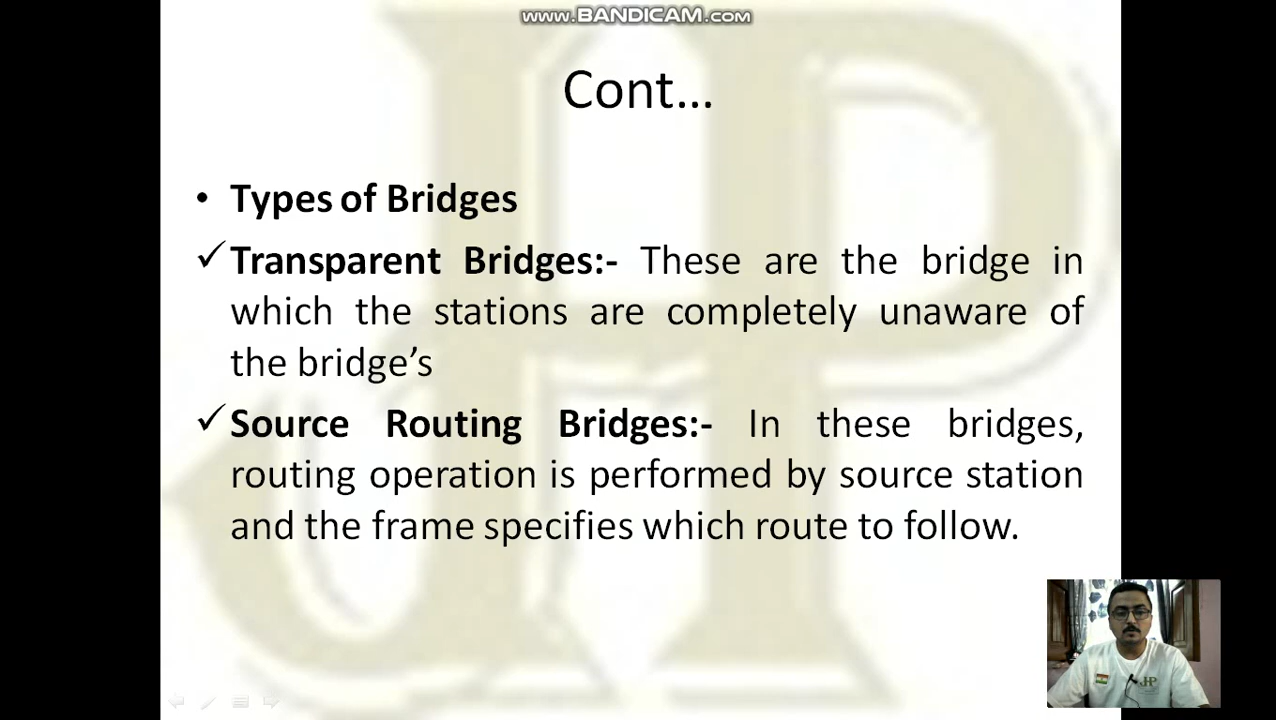 www.BANDICAM.com
Cont...
• Types of Bridges
✓ Transparent Bridges:- These are the bridge in
which the stations are completely unaware of
the bridge’s
✓ Source Routing Bridges:- In these bridges,
routing operation is performed by source station
and the frame specifies which route to follow.